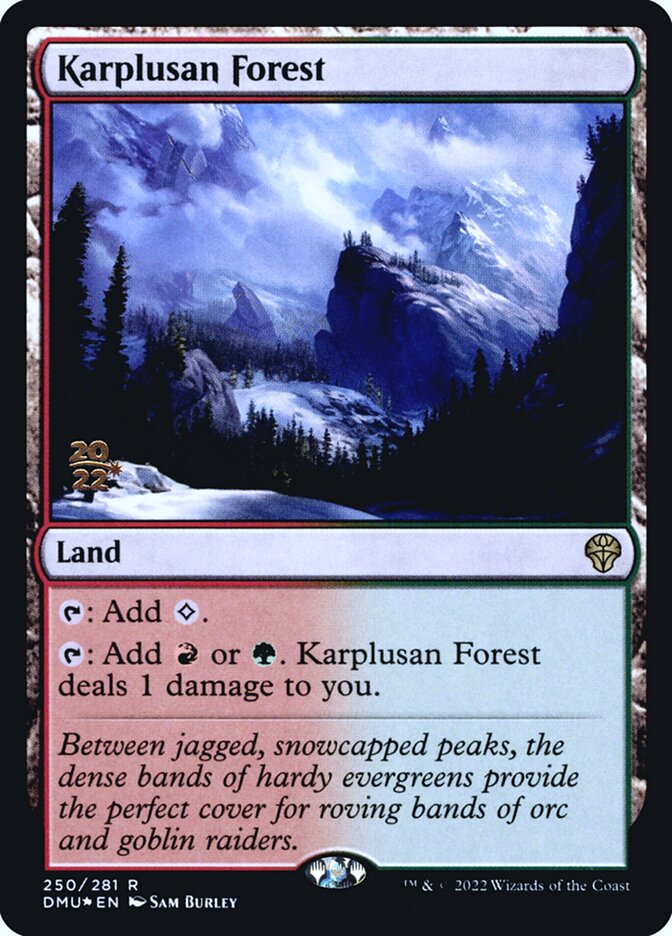 Karplusan Forest
20
22
Land
: Add .
: Add or . Karplusan Forest
deals 1 damage to you.
Between jagged, snowcapped peaks, the
dense bands of hardy evergreens provide
the perfect cover for roving bands of orc
and goblin raiders.
250/281 R
DMU★EN Sam Burley
™ & © 2022 Wizards of the Coast